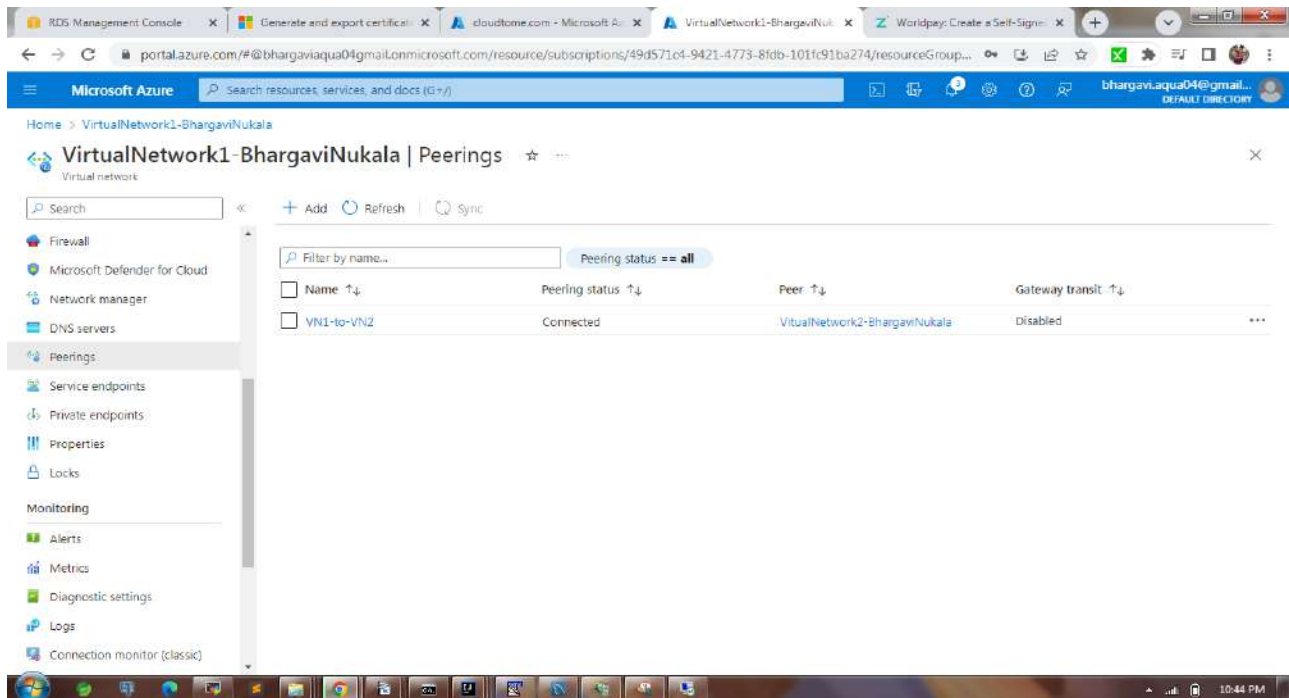 RDS Management Console
Generate and export certificat
cloudtome.com - Microsoft A
VirtualNetwork1-BhargaviNuk
Worldpay: Create a Self-Signe
portal.azure.com/#@bhargaviaqua04gmail.onmicrosoft.com/resource/subscriptions/49d571c4-9421-4773-8fdb-101fc91ba274/resourceGroup...
Microsoft Azure
Search resources, services, and docs (G+/)
3
bhargavi.aqua04@gmail...
DEFAULT DIRECTORY
Home > VirtualNetwork1-BhargaviNukala
VirtualNetwork1-BhargaviNukala | Peerings
Virtual network
Search
Add Refresh Sync
Firewall
Microsoft Defender for Cloud
Network manager
DNS servers
Peerings
Service endpoints
Private endpoints
Properties
Locks
Monitoring
Alerts
Metrics
Diagnostic settings
Logs
Connection monitor (classic)
Filter by name...
Peering status == all
Name Peering status Peer Gateway transit
VN1-to-VN2 Connected VitualNetwork2-BhargaviNukala Disabled
10:44 PM